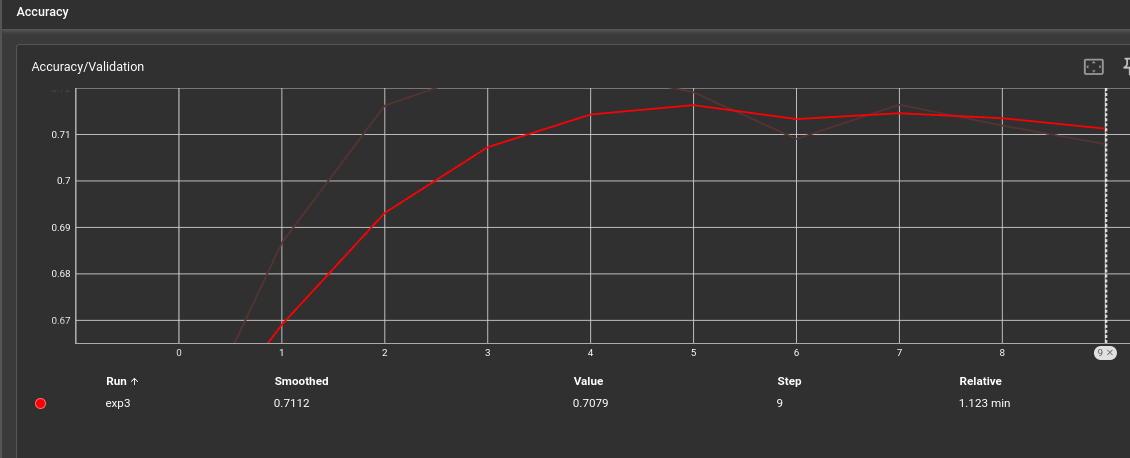 Accuracy
Accuracy/Validation
0.71
0.7
0.69
0.68
0.67
0 1 2 3 4 5 6 7 8 9
Run Smoothed Value Step Relative
exp3 0.7112 0.7079 9 1.123 min